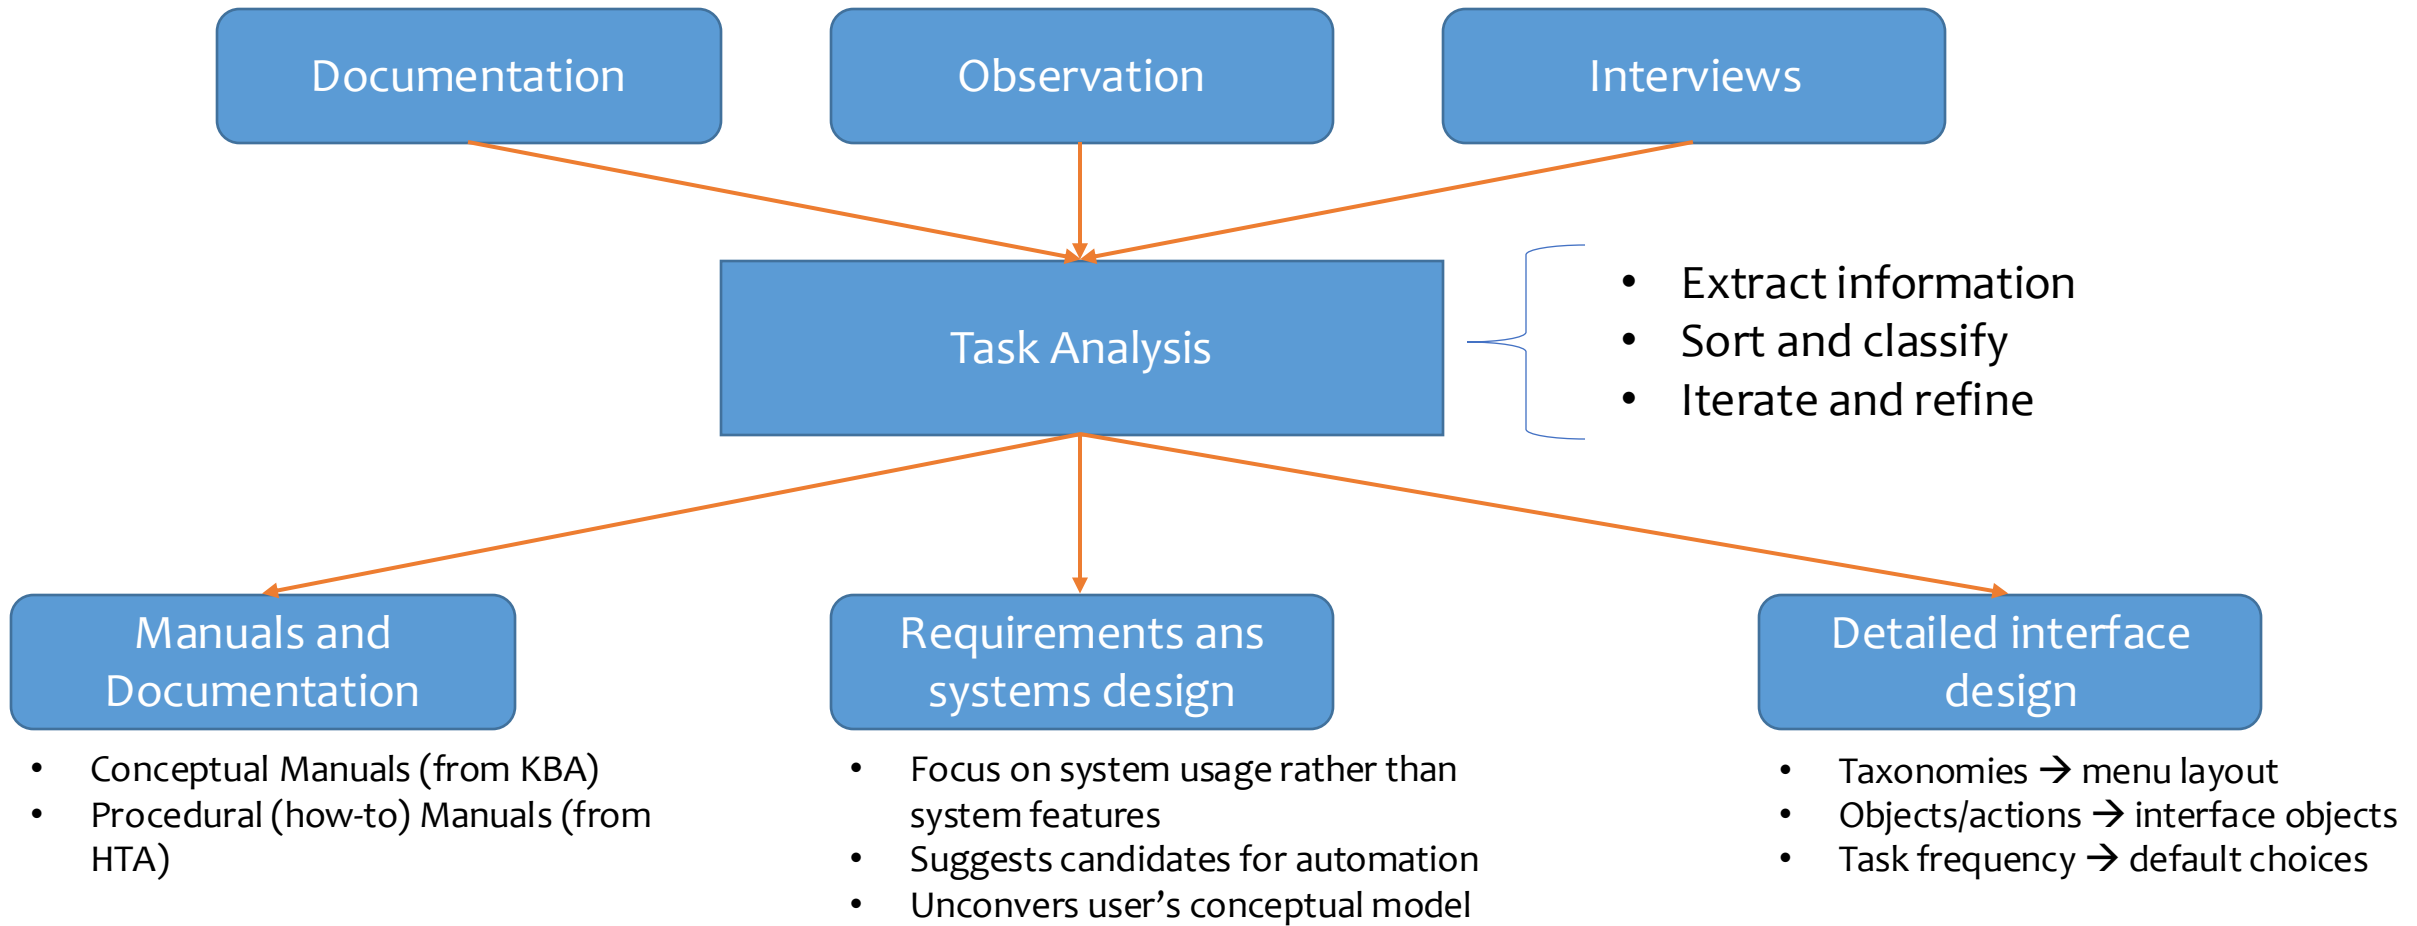 Documentation
Observation
Interviews
Task Analysis
• Extract information
• Sort and classify
• Iterate and refine
Manuals and
Documentation
• Conceptual Manuals (from KBA)
• Procedural (how-to) Manuals (from
HTA)
Requirements ans
systems design
• Focus on system usage rather than
system features
• Suggests candidates for automation
• Unconvers user’s conceptual model
Detailed interface
design
• Taxonomies → menu layout
• Objects/actions → interface objects
• Task frequency → default choices